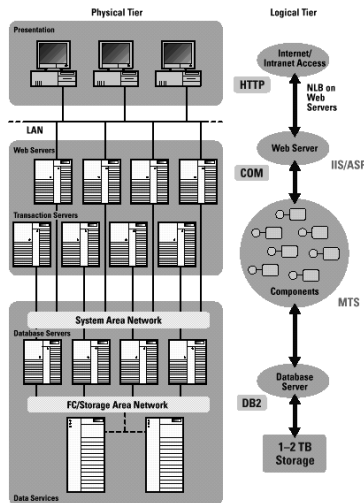 Physical Tier
Logical Tier
Presentation
Internet/
Intranet Access
HTTP
NLB on
Web
Servers
LAN
Web Servers
Web Server
COM
IIS/ASP
Transaction Servers
Components
MTS
System Area Network
Database Servers
Database
Server
DB2
FC/Storage Area Network
1–2 TB
Storage
Data Services